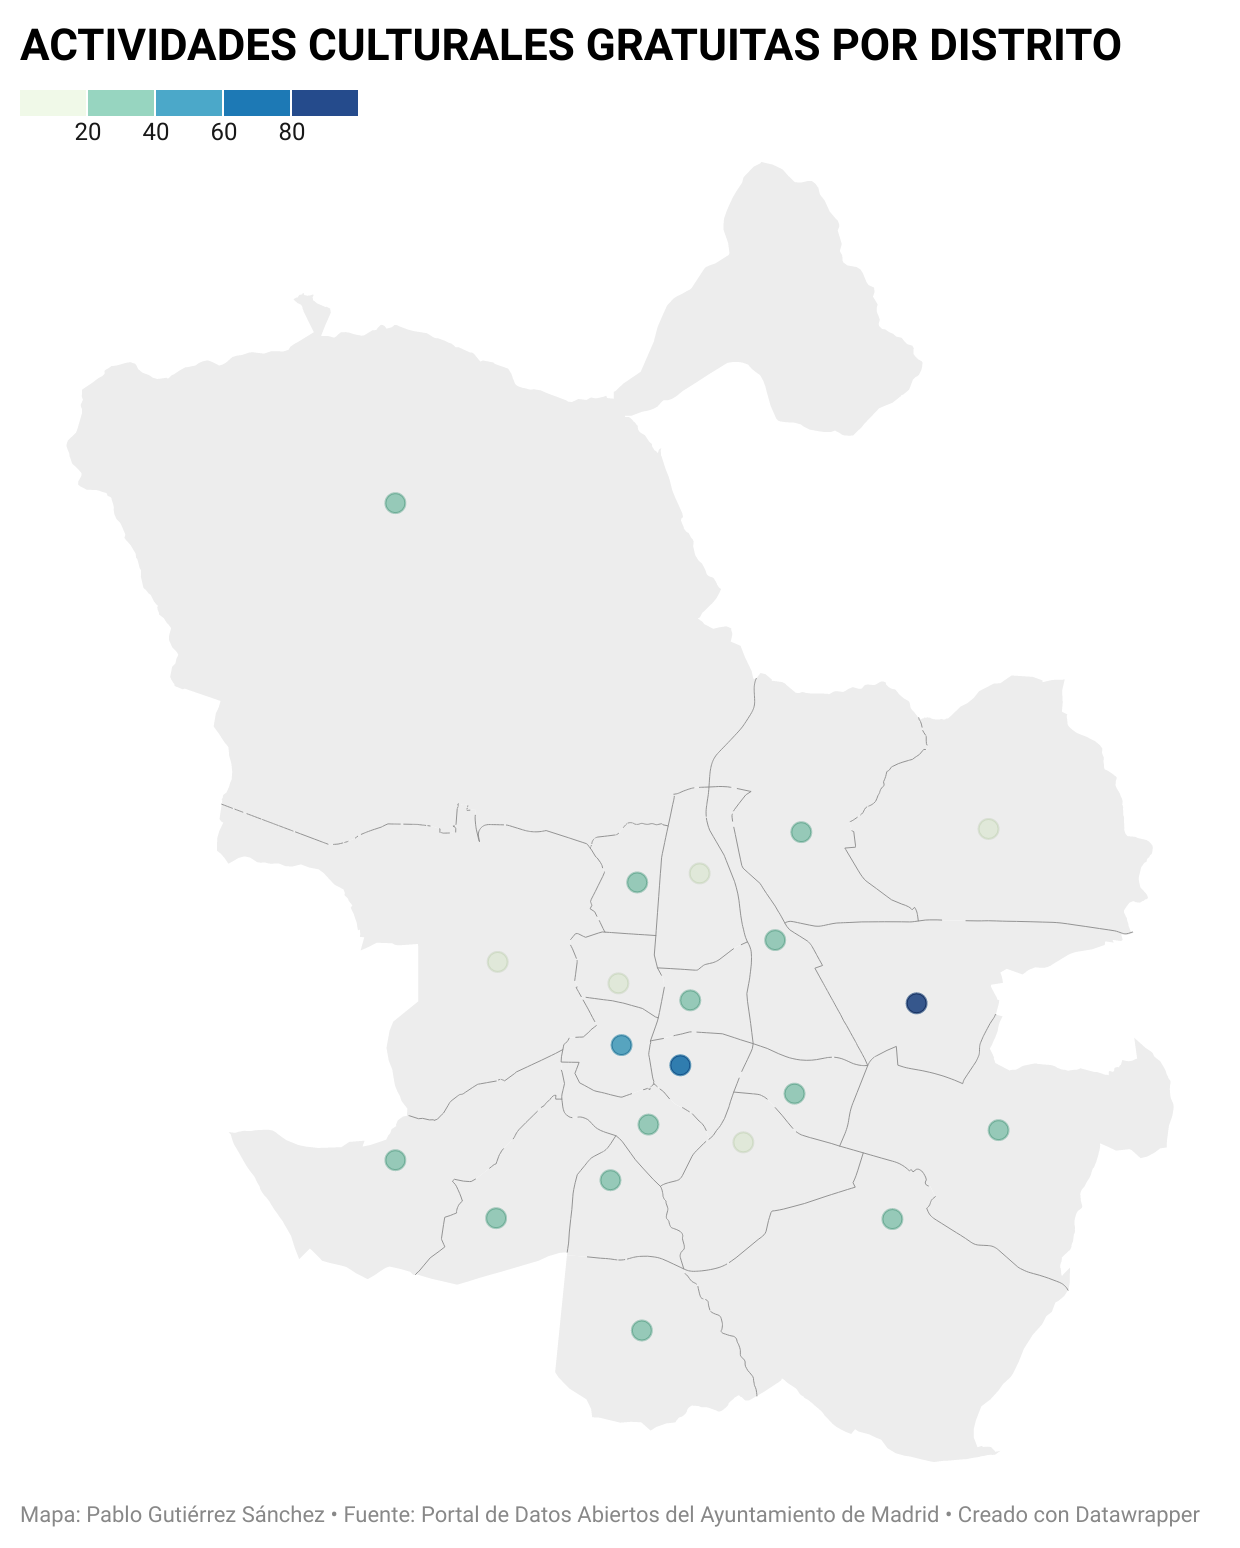 ACTIVIDADES CULTURALES GRATUITAS POR DISTRITO
20 40 60 80
Mapa: Pablo Gutiérrez Sánchez • Fuente: Portal de Datos Abiertos del Ayuntamiento de Madrid • Creado con Datawrapper